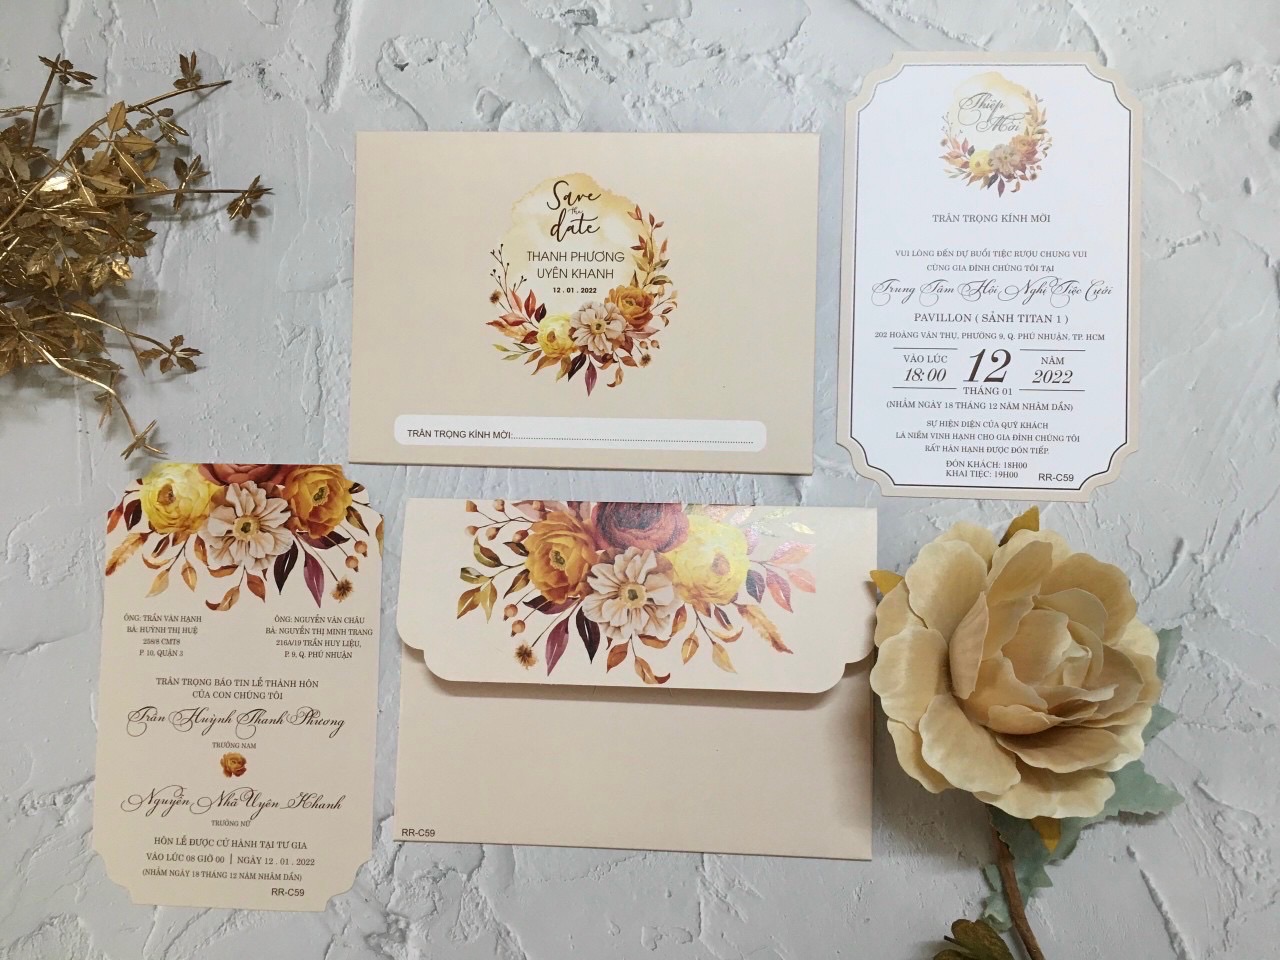 Save
the
date
THANH PHƯƠNG
UYÊN KHANH
12 . 01 . 2022
TRÂN TRỌNG KÍNH MỜI:
Thiệp
Mời
TRÂN TRỌNG KÍNH MỜI
VUI LÒNG ĐẾN DỰ BUỔI TIỆC RƯỢU CHUNG VUI
CÙNG GIA ĐÌNH CHÚNG TÔI TẠI
Trung Tâm Hội Nghị Tiệc Cưới
PAVILLON ( SẢNH TITAN 1 )
202 HOÀNG VĂN THỤ, PHƯỜNG 9, Q. PHÚ NHUẬN, TP. HCM
VÀO LÚC
18:00
12
THÁNG 01
NĂM
2022
(NHẰM NGÀY 18 THÁNG 12 NĂM NHÂM DẦN)
SỰ HIỆN DIỆN CỦA QUÝ KHÁCH
LÀ NIỀM VINH HẠNH CHO GIA ĐÌNH CHÚNG TÔI
RẤT HÂN HẠNH ĐƯỢC ĐÓN TIẾP.
ĐÓN KHÁCH: 18H00
KHAI TIỆC: 19H00
RR-C59
ÔNG: TRẦN VĂN HẠNH
BÀ: HUỲNH THỊ HUỆ
258/8 CMT8
P. 10, QUẬN 3
ÔNG: NGUYỄN VĂN CHÂU
BÀ: NGUYỄN THỊ MINH TRANG
216A/19 TRẦN HUY LIỆU,
P. 9, Q. PHÚ NHUẬN
TRÂN TRỌNG BÁO TIN LỄ THÀNH HÔN
CỦA CON CHÚNG TÔI
Trần Huỳnh Thanh Phương
TRƯỞNG NAM
Nguyễn Nhã Uyên Khanh
TRƯỞNG NỮ
HÔN LỄ ĐƯỢC CỬ HÀNH TẠI TƯ GIA
VÀO LÚC 08 GIỜ 00 | NGÀY 12 . 01 . 2022
(NHẰM NGÀY 18 THÁNG 12 NĂM NHÂM DẦN)
RR-C59
RR-C59